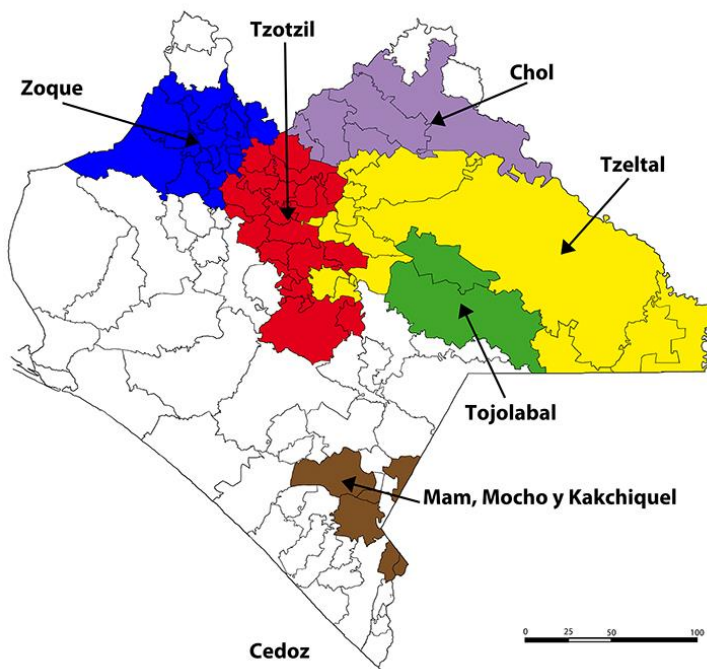 Tzotzil
Zoque
Chol
Tzeltal
Tojolabal
Mam, Mocho y Kakchiquel
Cedoz
0 25 50 100